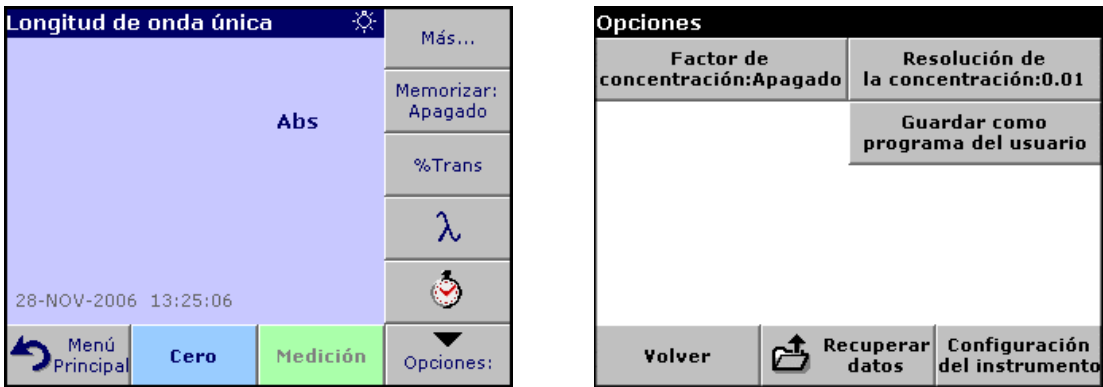 Longitud de onda única
Más...
Memorizar:
Apagado
Abs
%Trans
λ
28-NOV-2006 13:25:06
Menú
Principal
Cero
Medición
Opciones:
Opciones
Factor de
concentración:Apagado
Resolución de
la concentración:0.01
Guardar como
programa del usuario
Volver
Recuperar
datos
Configuración
del instrumento